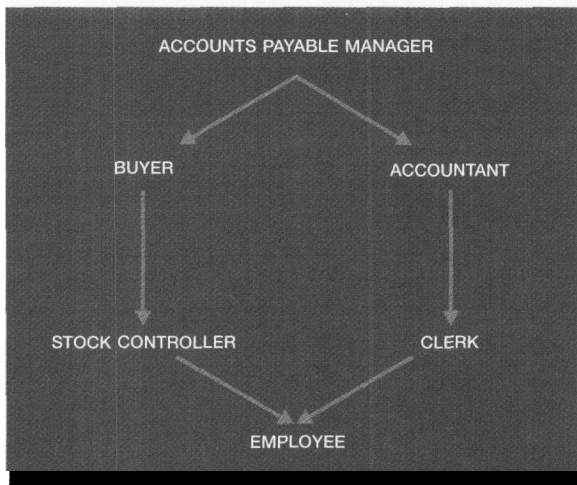 ACCOUNTS PAYABLE MANAGER
BUYER ACCOUNTANT
STOCK CONTROLLER CLERK
EMPLOYEE